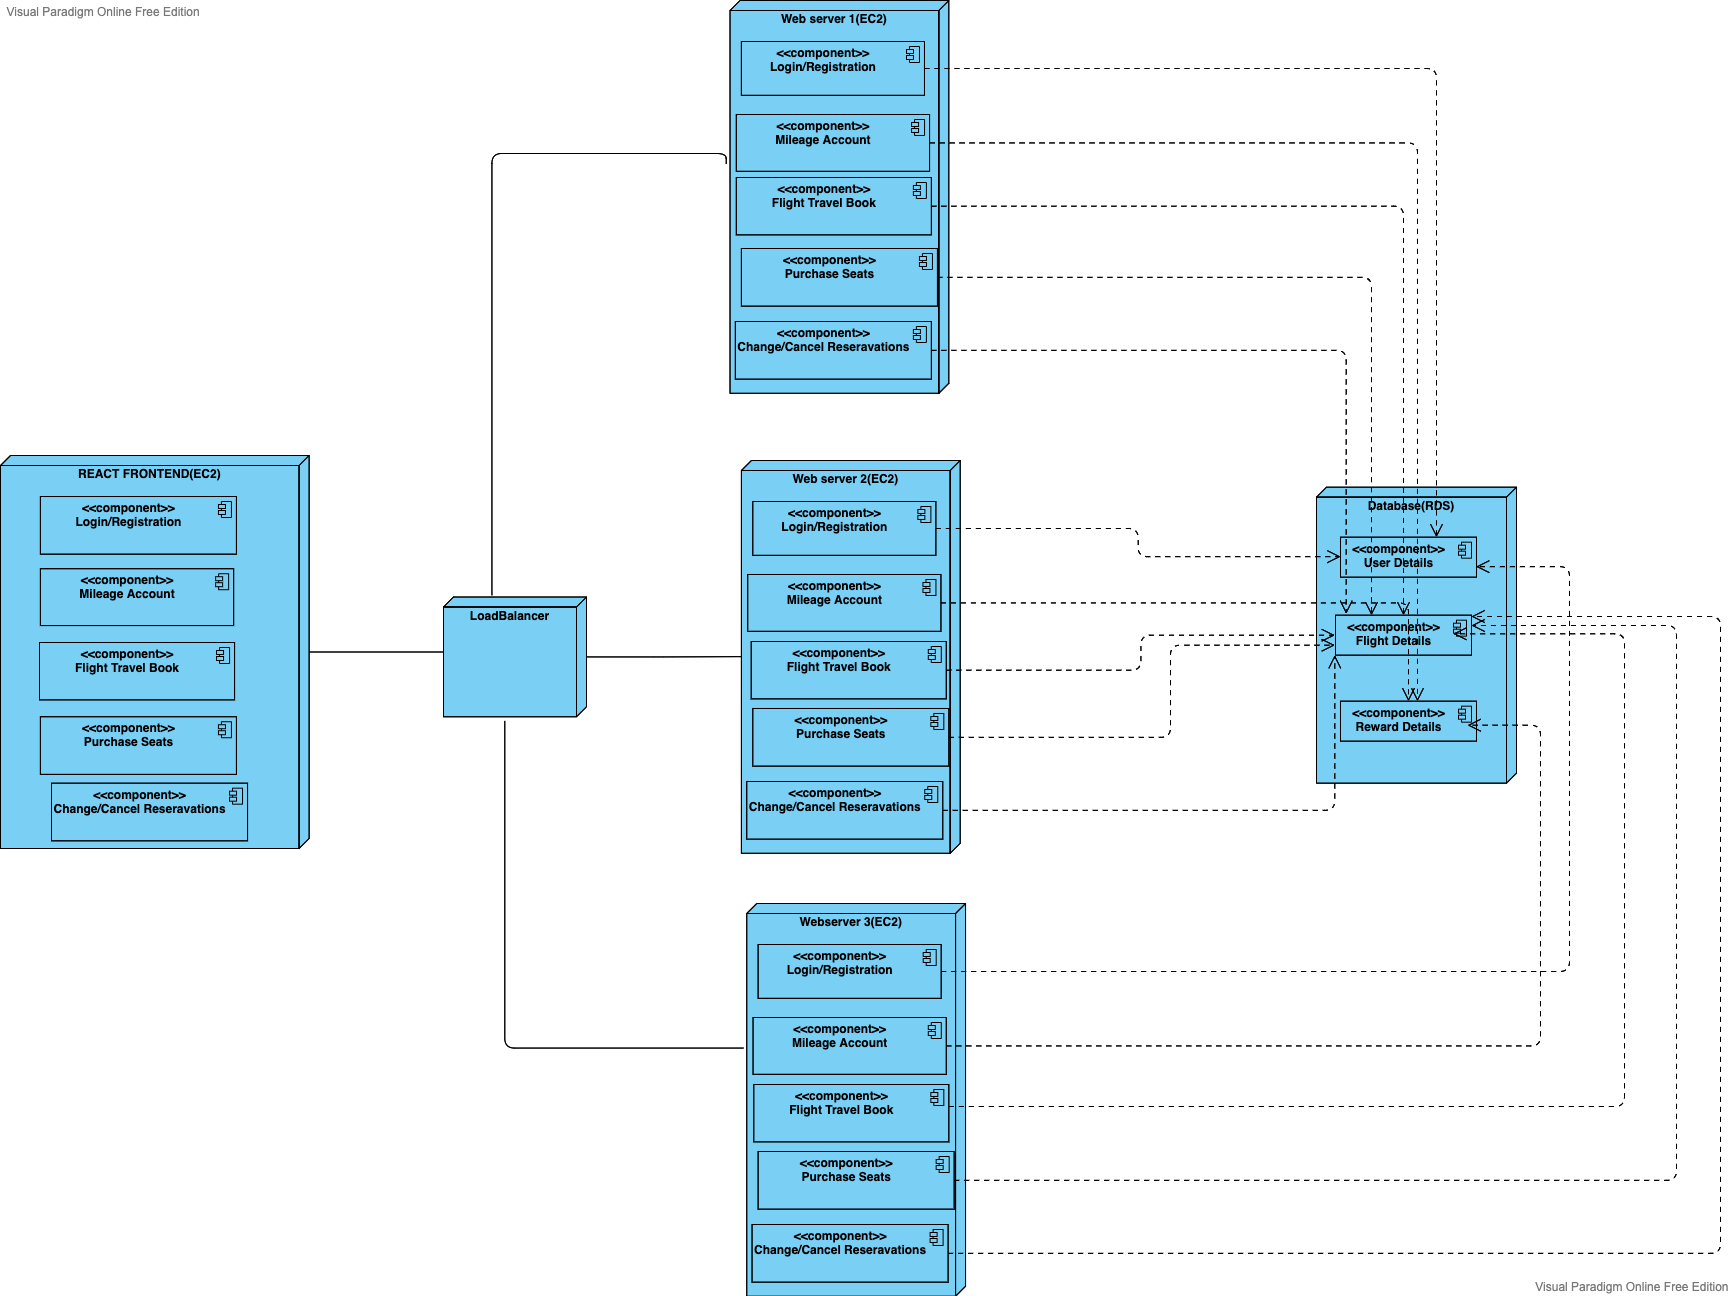 Visual Paradigm Online Free Edition
Web server 1(EC2)
<<component>>
Login/Registration
<<component>>
Mileage Account
<<component>>
Flight Travel Book
<<component>>
Purchase Seats
<<component>>
Change/Cancel Reseravations
REACT FRONTEND(EC2)
<<component>>
Login/Registration
<<component>>
Mileage Account
<<component>>
Flight Travel Book
<<component>>
Purchase Seats
<<component>>
Change/Cancel Reseravations
LoadBalancer
Web server 2(EC2)
<<component>>
Login/Registration
<<component>>
Mileage Account
<<component>>
Flight Travel Book
<<component>>
Purchase Seats
<<component>>
Change/Cancel Reseravations
Database(RDS)
<<component>>
User Details
<<component>>
Flight Details
<<component>>
Reward Details
Webserver 3(EC2)
<<component>>
Login/Registration
<<component>>
Mileage Account
<<component>>
Flight Travel Book
<<component>>
Purchase Seats
<<component>>
Change/Cancel Reseravations
Visual Paradigm Online Free Edition